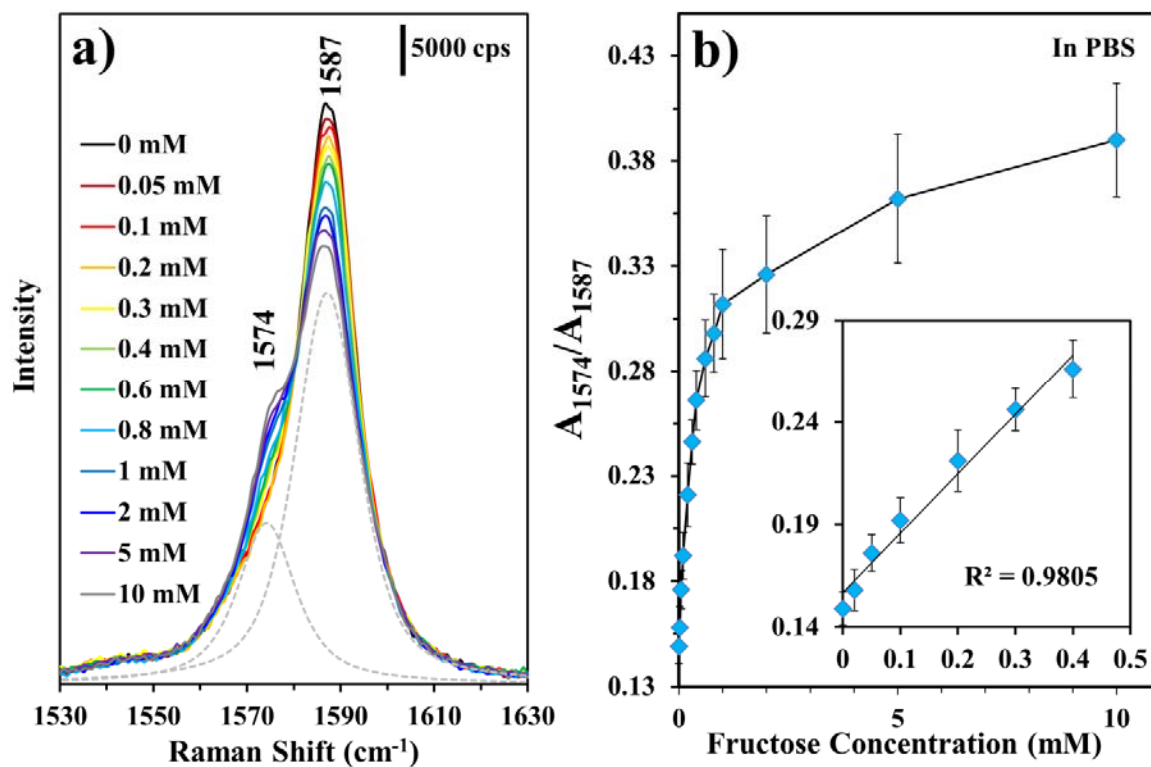 a)
5000 cps
1587
1574
0 mM
0.05 mM
0.1 mM
0.2 mM
0.3 mM
0.4 mM
0.6 mM
0.8 mM
1 mM
2 mM
5 mM
10 mM
Intensity
1530 1550 1570 1590 1610 1630
Raman Shift (cm⁻¹)
b)
In PBS
A₁₅₇₄/A₁₅₈₇
0.43
0.38
0.33
0.28
0.23
0.18
0.13
0 5 10
Fructose Concentration (mM)
0.29
0.24
0.19
0.14
R² = 0.9805
0 0.1 0.2 0.3 0.4 0.5